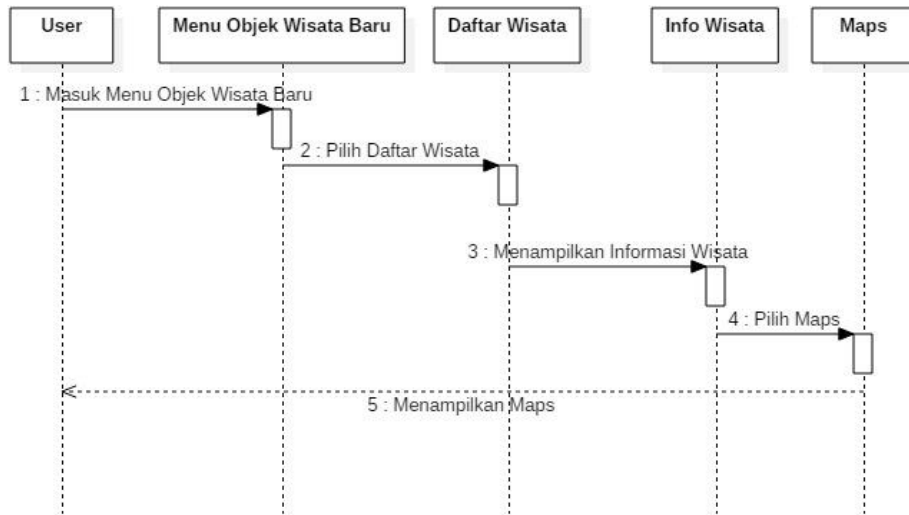 User
Menu Objek Wisata Baru
Daftar Wisata
Info Wisata
Maps
1 : Masuk Menu Objek Wisata Baru
2 : Pilih Daftar Wisata
3 : Menampilkan Informasi Wisata
4 : Pilih Maps
5 : Menampilkan Maps